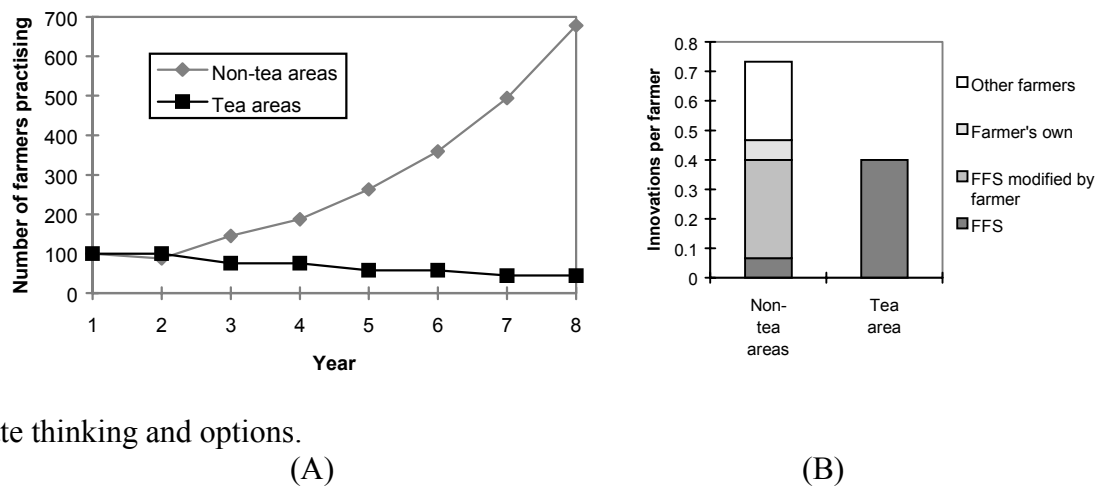 Number of farmers practising
700
600
500
400
300
200
100
0
Non-tea areas
Tea areas
1 2 3 4 5 6 7 8
Year
Innovations per farmer
0.8
0.7
0.6
0.5
0.4
0.3
0.2
0.1
0
Non-
tea
areas
Tea
area
Other farmers
Farmer's own
FFS modified by
farmer
FFS
te thinking and options.
(A) (B)